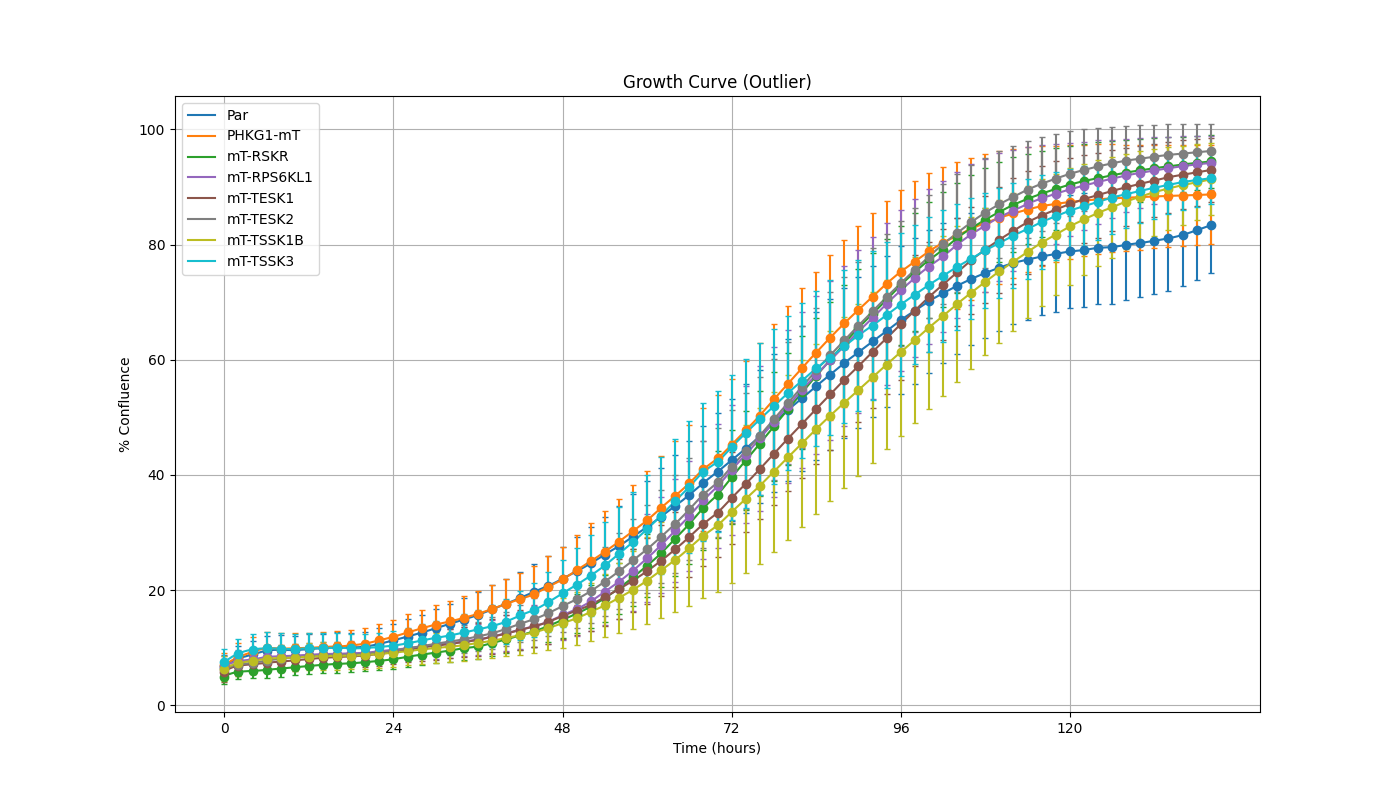 Growth Curve (Outlier)
Par
PHKG1-mT
mT-RSKR
mT-RPS6KL1
mT-TESK1
mT-TESK2
mT-TSSK1B
mT-TSSK3
% Confluence
100
80
60
40
20
0
0 24 48 72 96 120
Time (hours)